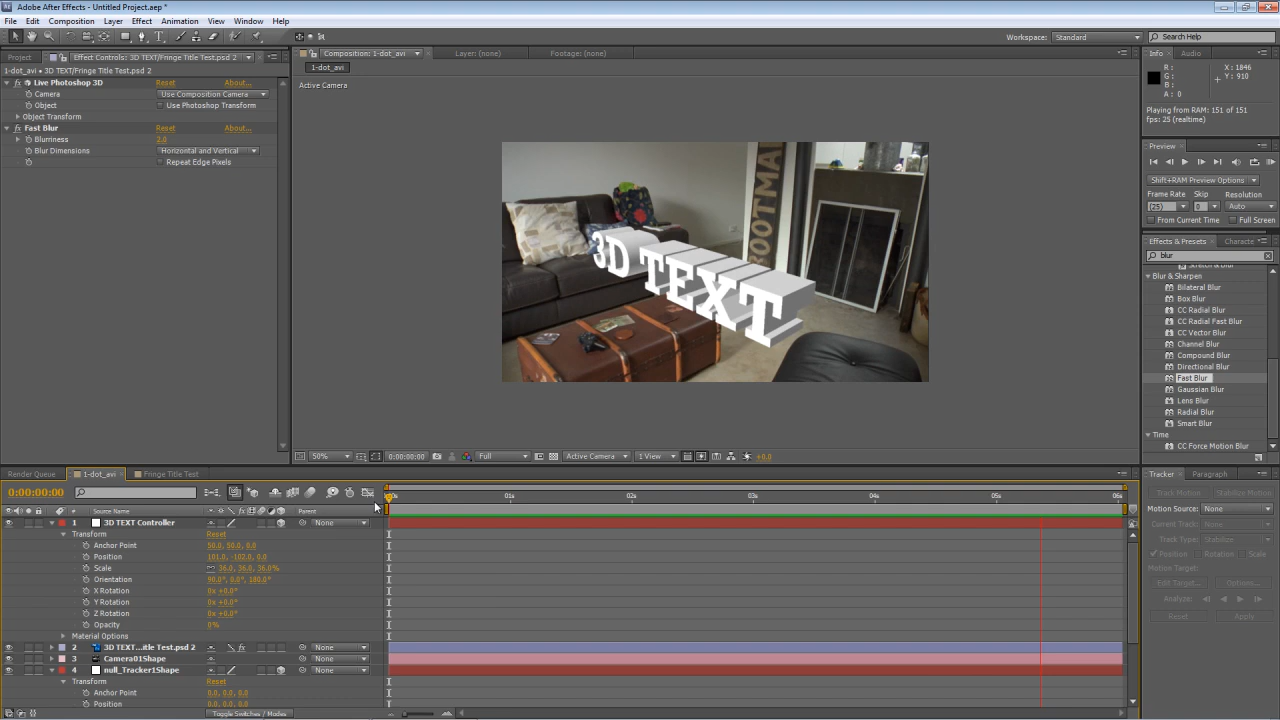 Adobe After Effects - Untitled Project.aep *
File Edit Composition Layer Effect Animation View Window Help
Workspace: Standard Search Help
Project Effect Controls: 3D TEXT/Fringe Title Test.psd 2
1-dot_avi • 3D TEXT/Fringe Title Test.psd 2
Live Photoshop 3D Reset About...
Camera Use Composition Camera
Object Use Photoshop Transform
Object Transform
Fast Blur Reset About...
Blurriness 2.0
Blur Dimensions Horizontal and Vertical
Repeat Edge Pixels
Composition: 1-dot_avi Layer: (none) Footage: (none)
1-dot_avi
Active Camera
OOTMA
3D TEXT
50% 0:00:00:00 Full Active Camera 1 View +0.0
Info Audio
R : X : 1846
G : Y : 910
B :
A : 0
Playing from RAM: 151 of 151
fps: 25 (realtime)
Preview
Shift+RAM Preview Options
Frame Rate Skip Resolution
(25) 0 Auto
From Current Time Full Screen
Effects & Presets Characte
blur
Blur & Sharpen
Bilateral Blur
Box Blur
CC Radial Blur
CC Radial Fast Blur
CC Vector Blur
Channel Blur
Compound Blur
Directional Blur
Fast Blur
Gaussian Blur
Lens Blur
Radial Blur
Smart Blur
Time
CC Force Motion Blur
Render Queue 1-dot_avi Fringe Title Test
0:00:00:00
01s 02s 03s 04s 05s 06s
Source Name Parent
1 3D TEXT Controller None
Transform Reset
Anchor Point 50.0, 50.0, 0.0
Position 101.0, -102.0, 0.0
Scale 36.0, 36.0, 36.0%
Orientation 90.0°, 0.0°, 180.0°
X Rotation 0x +0.0°
Y Rotation 0x +0.0°
Z Rotation 0x +0.0°
Opacity 0%
Material Options
2 3D TEXT...itle Test.psd 2 None
3 Camera01Shape None
4 null_Tracker1Shape None
Transform Reset
Anchor Point 0.0, 0.0, 0.0
Position
Toggle Switches / Modes
Tracker Paragraph
Track Motion Stabilize Motion
Motion Source: None
Current Track: None
Track Type: Stabilize
Position Rotation Scale
Motion Target:
Edit Target... Options...
Analyze:
Reset Apply